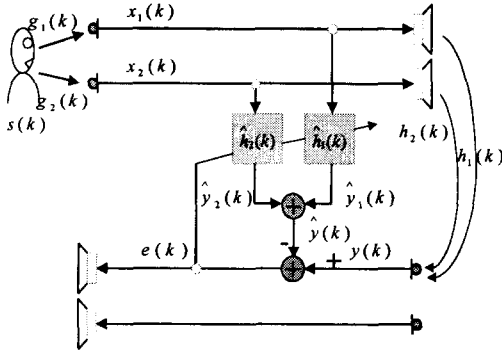 g₁(k)
x₁(k)
x₂(k)
g₂(k)
s(k)
ĥ₂(k)
ĥ₁(k)
h₂(k)
h₁(k)
ŷ₂(k)
+
ŷ₁(k)
-
ŷ(k)
e(k)
+
+
y(k)